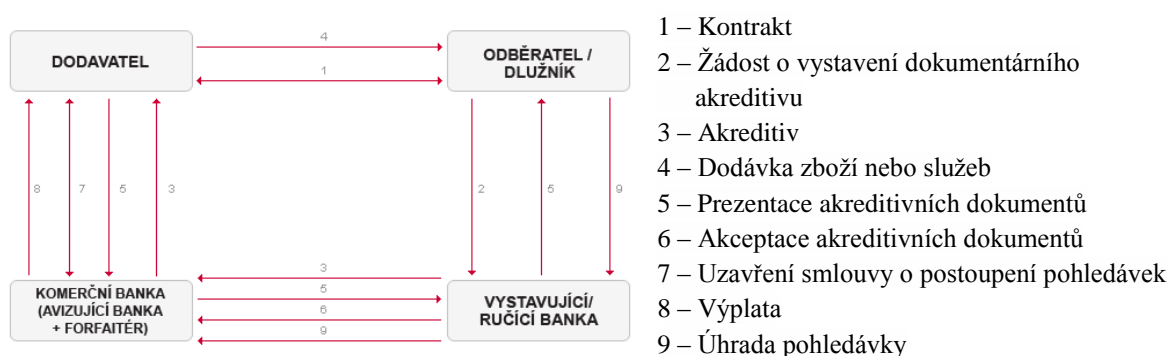 DODAVATEL
4
1
ODBĚRATEL /
DLUŽNÍK
8
7
5
3
2
5
9
KOMERČNÍ BANKA
(AVIZUJÍCÍ BANKA
+ FORFAITÉR)
3
5
6
9
VYSTAVUJÍCÍ/
RUČÍCÍ BANKA
1 – Kontrakt
2 – Žádost o vystavení dokumentárního
akreditivu
3 – Akreditiv
4 – Dodávka zboží nebo služeb
5 – Prezentace akreditivních dokumentů
6 – Akceptace akreditivních dokumentů
7 – Uzavření smlouvy o postoupení pohledávek
8 – Výplata
9 – Úhrada pohledávky